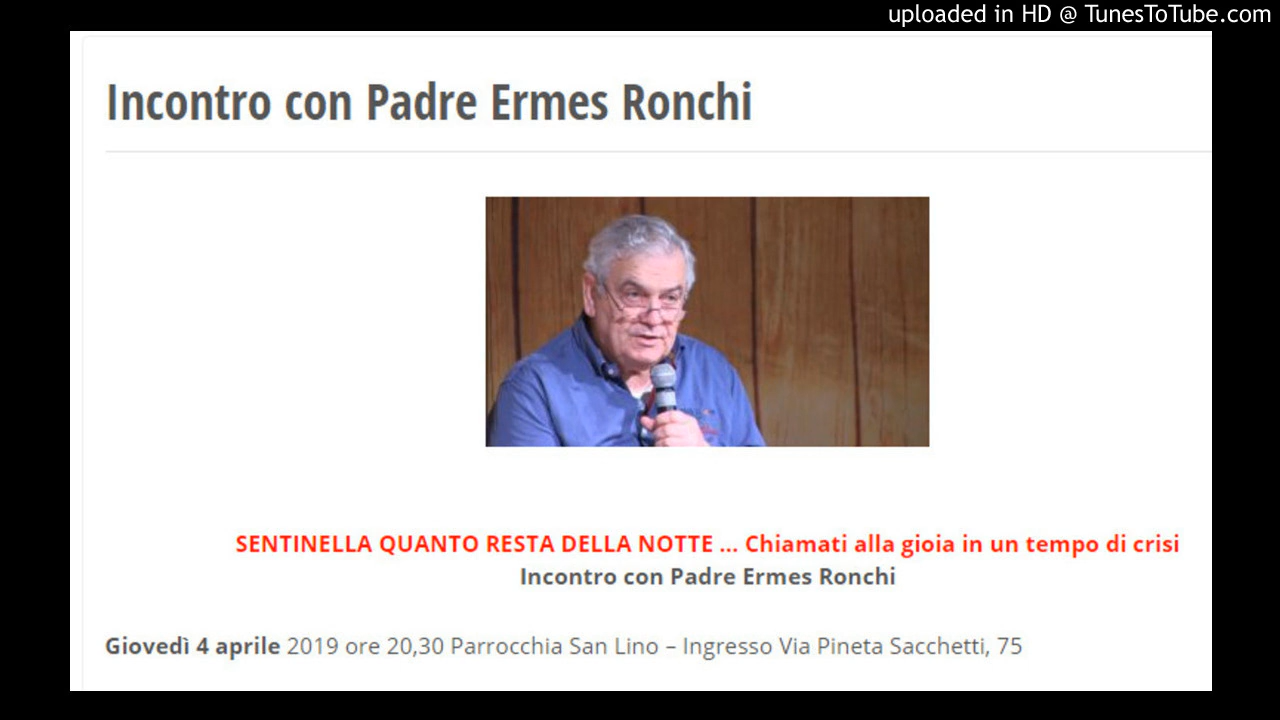 uploaded in HD @ TunesToTube.com
Incontro con Padre Ermes Ronchi
SENTINELLA QUANTO RESTA DELLA NOTTE ... Chiamati alla gioia in un tempo di crisi
Incontro con Padre Ermes Ronchi
Giovedì 4 aprile 2019 ore 20,30 Parrocchia San Lino – Ingresso Via Pineta Sacchetti, 75